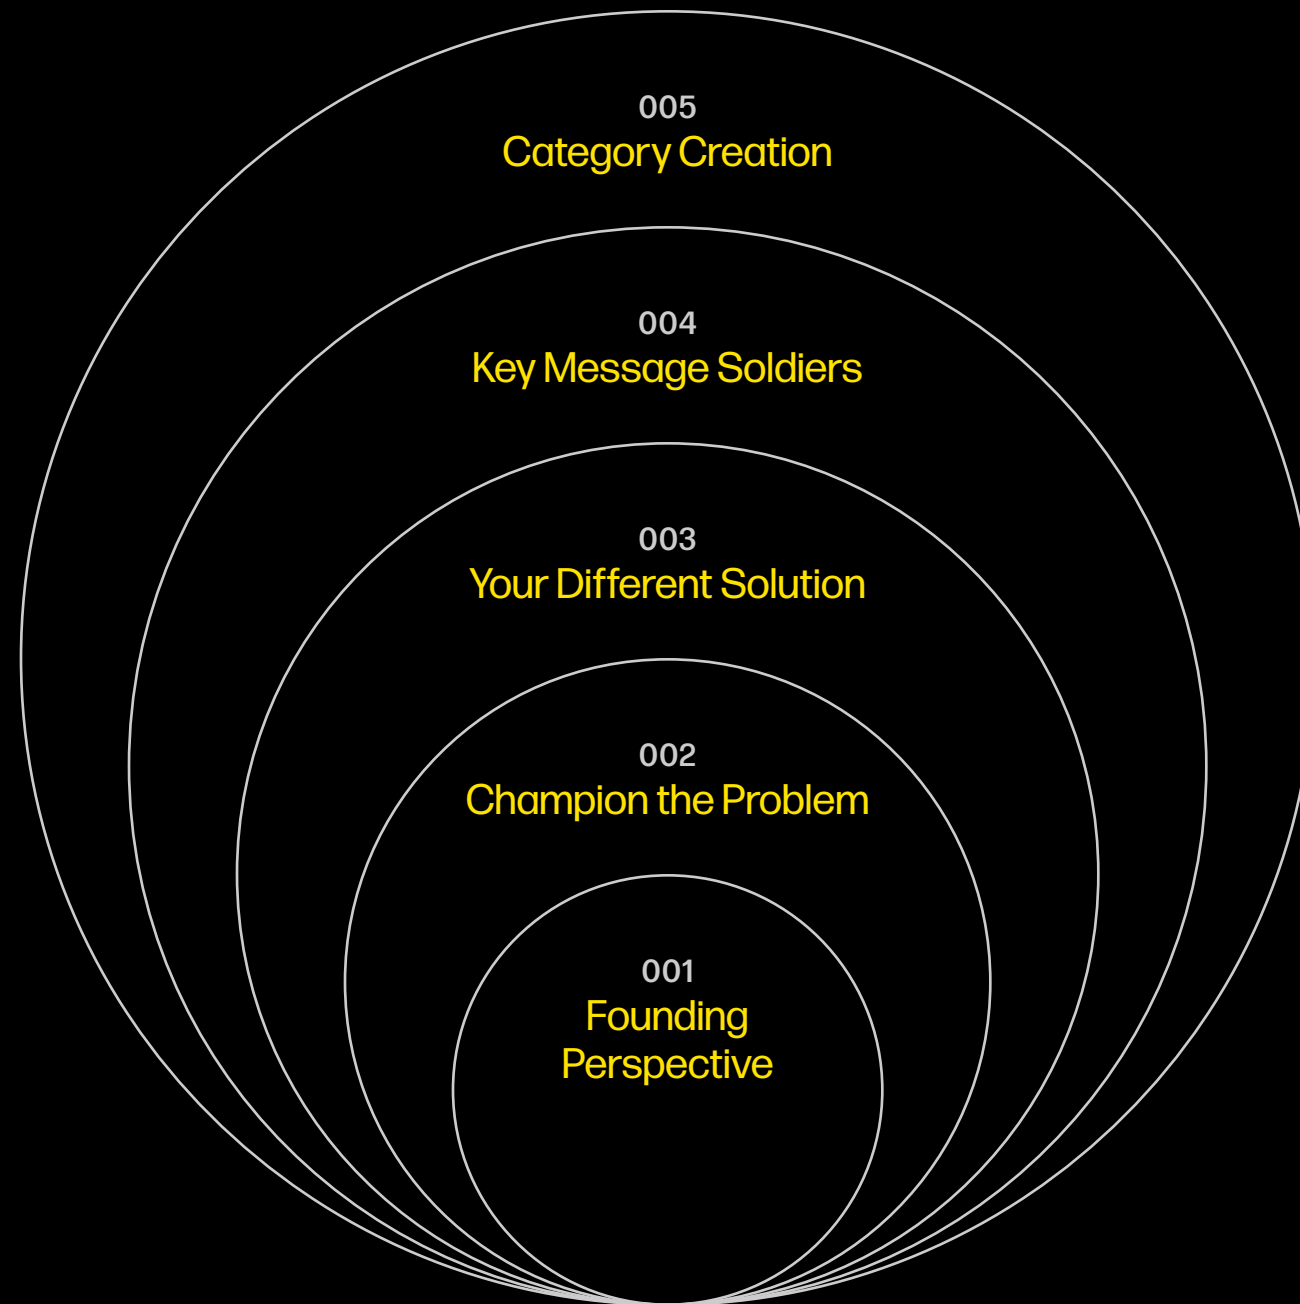 005
Category Creation
004
Key Message Soldiers
003
Your Different Solution
002
Champion the Problem
001
Founding
Perspective